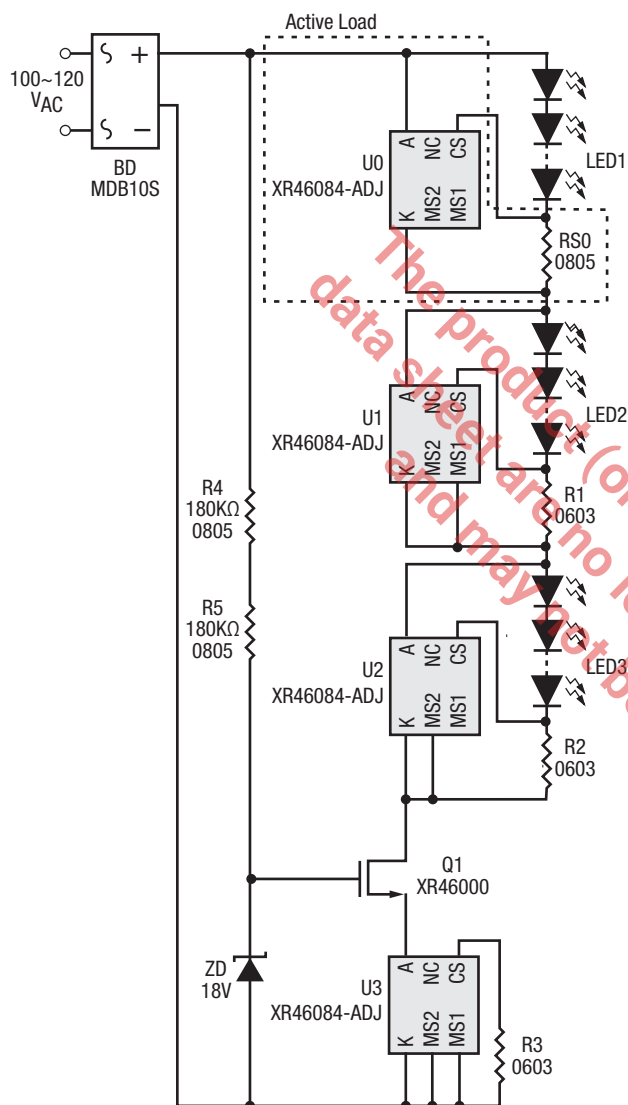 Active Load
100~120
VAC
+
−
BD
MDB10S
U0
XR46084-ADJ
A
NC
CS
K
MS2
MS1
LED1
RS0
0805
U1
XR46084-ADJ
A
NC
CS
K
MS2
MS1
LED2
R1
0603
R4
180KΩ
0805
R5
180KΩ
0805
U2
XR46084-ADJ
A
NC
CS
K
MS2
MS1
LED3
R2
0603
Q1
XR46000
ZD
18V
U3
XR46084-ADJ
A
NC
CS
K
MS2
MS1
R3
0603
The product (or
data sheet are no
and may not be